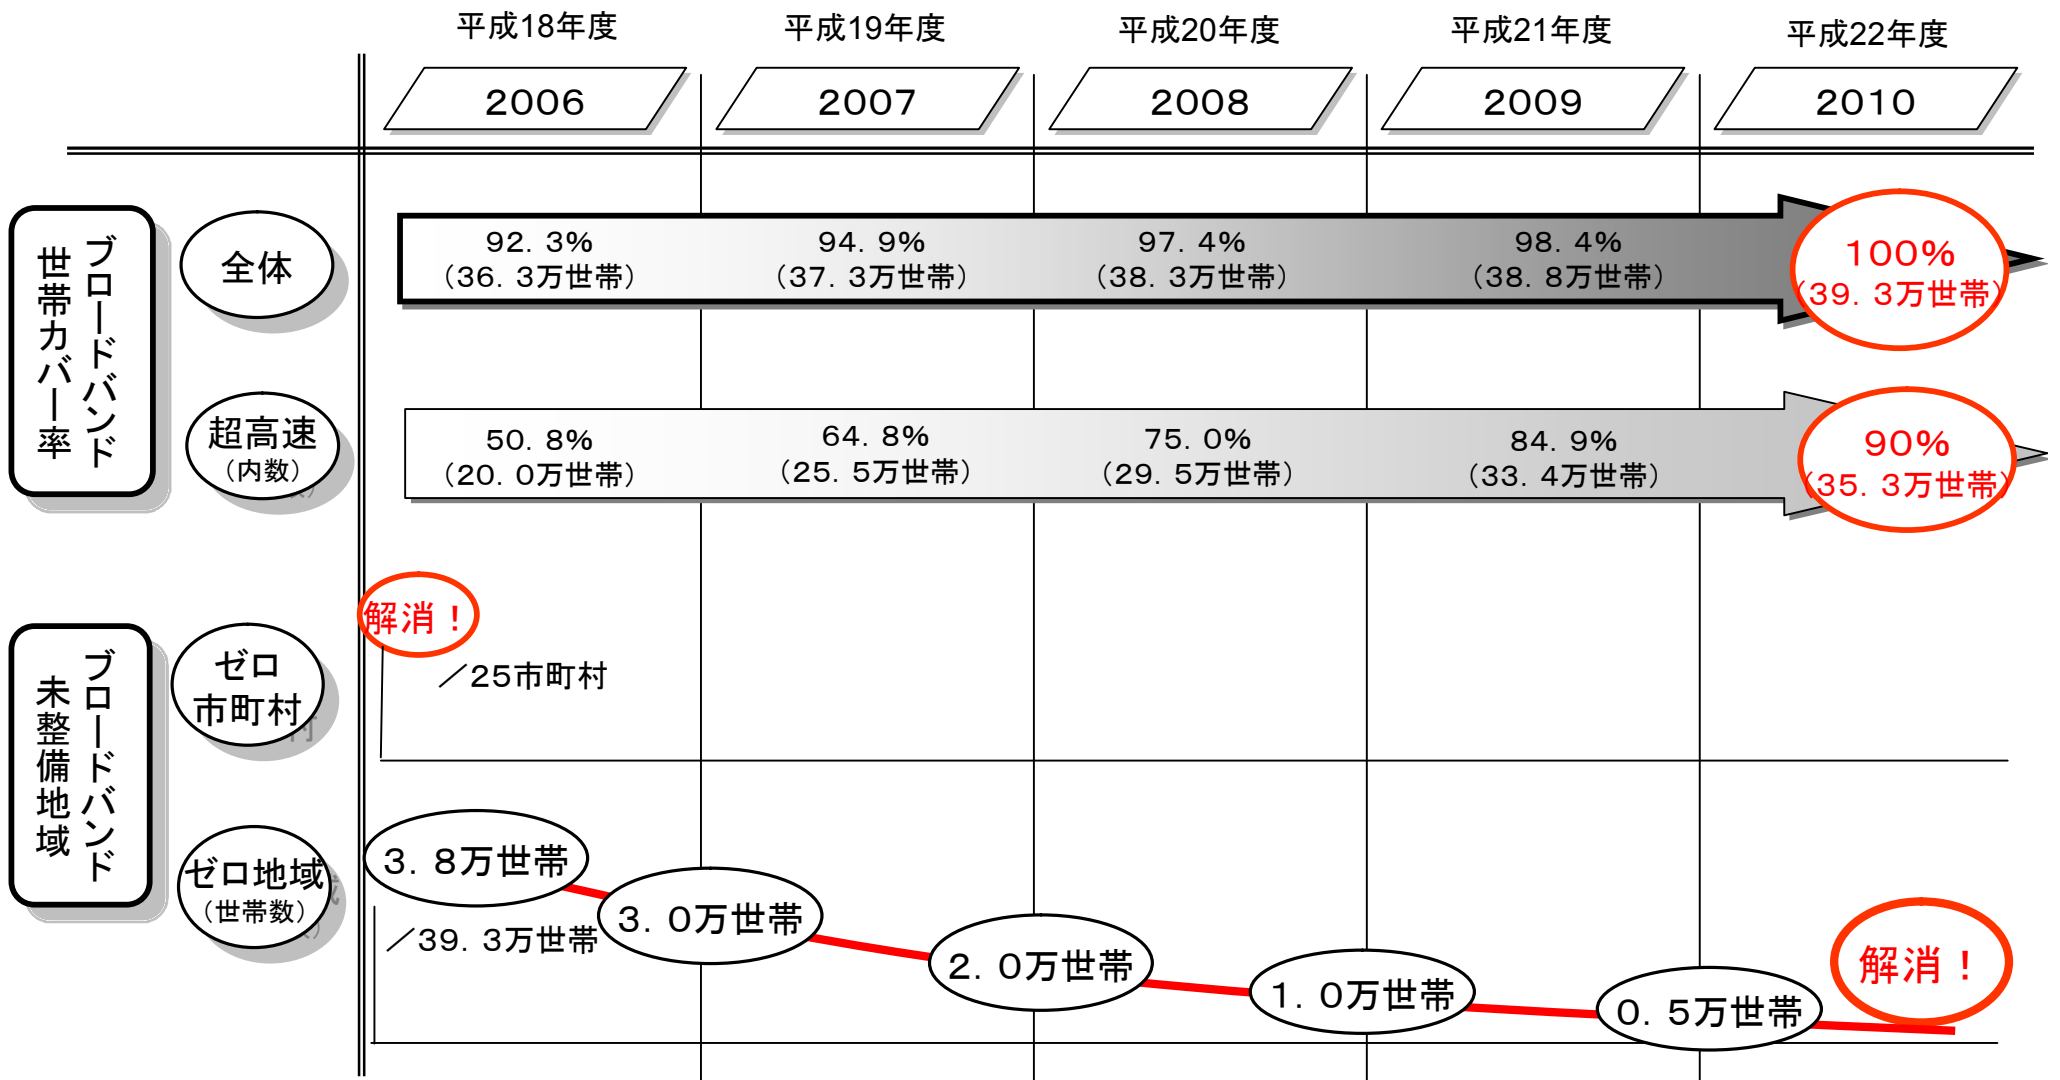 平成18年度
平成19年度
平成20年度
平成21年度
平成22年度
2006
2007
2008
2009
2010
ブロードバンド
世帯カバー率
全体
92. 3%
(36. 3万世帯)
94. 9%
(37. 3万世帯)
97. 4%
(38. 3万世帯)
98. 4%
(38. 8万世帯)
100%
(39. 3万世帯)
超高速
(内数)
50. 8%
(20. 0万世帯)
64. 8%
(25. 5万世帯)
75. 0%
(29. 5万世帯)
84. 9%
(33. 4万世帯)
90%
(35. 3万世帯)
ブロードバンド
未整備地域
ゼロ
市町村
解消！
／25市町村
ゼロ地域
(世帯数)
3. 8万世帯
／39. 3万世帯
3. 0万世帯
2. 0万世帯
1. 0万世帯
0. 5万世帯
解消！